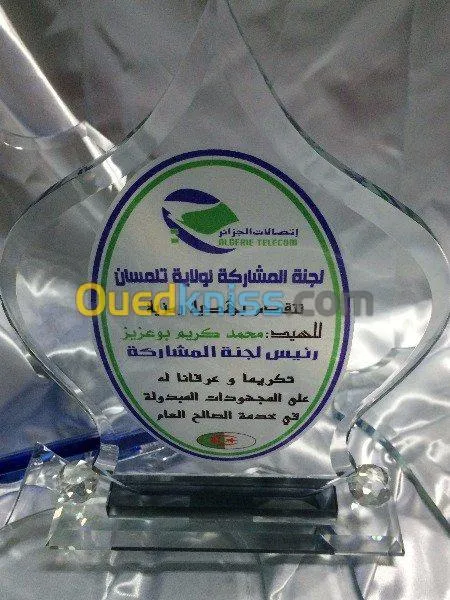 إتصالات الجزائر
ALGERIE TELECOM
لجنة المشاركة لولاية تلمسان
Ouedkniss.com
للسيد: محمد كريم بوعزيز
رئيس لجنة المشاركة
تكريما و عرفانا له
على المجهودات المبذولة
في خدمة الصالح العام